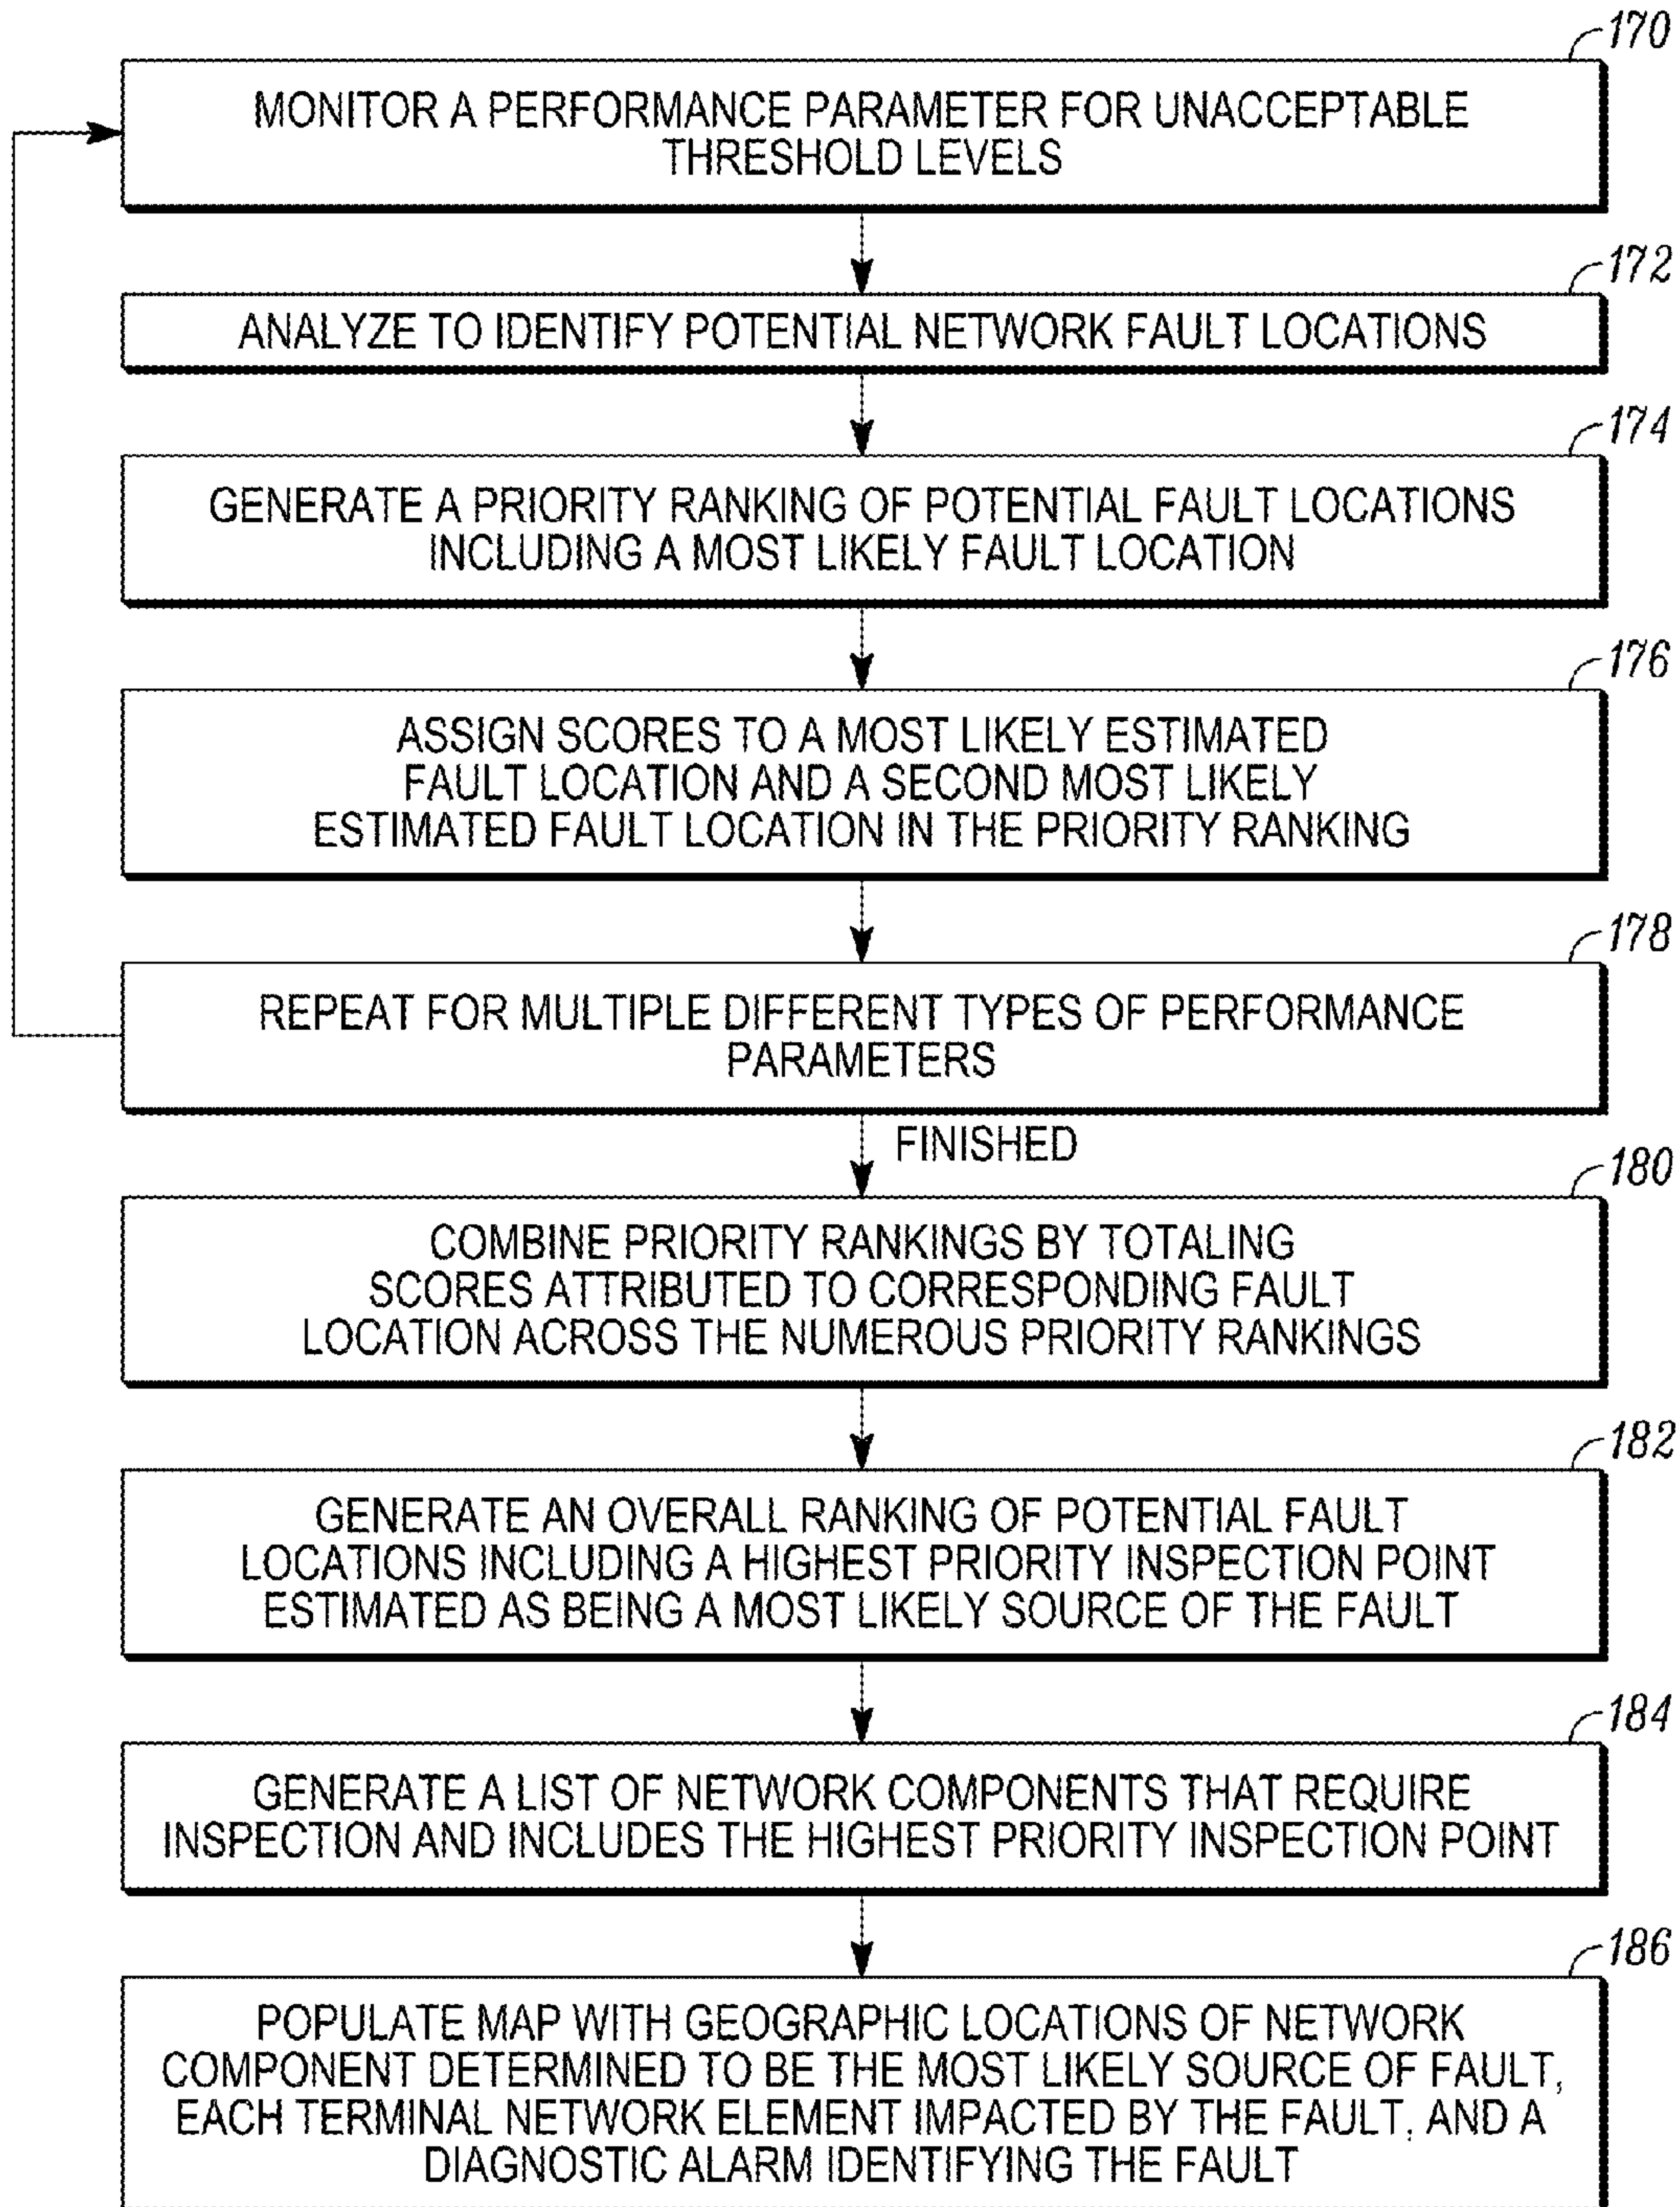 170
MONITOR A PERFORMANCE PARAMETER FOR UNACCEPTABLE
THRESHOLD LEVELS
172
ANALYZE TO IDENTIFY POTENTIAL NETWORK FAULT LOCATIONS
174
GENERATE A PRIORITY RANKING OF POTENTIAL FAULT LOCATIONS
INCLUDING A MOST LIKELY FAULT LOCATION
176
ASSIGN SCORES TO A MOST LIKELY ESTIMATED
FAULT LOCATION AND A SECOND MOST LIKELY
ESTIMATED FAULT LOCATION IN THE PRIORITY RANKING
178
REPEAT FOR MULTIPLE DIFFERENT TYPES OF PERFORMANCE
PARAMETERS
FINISHED
180
COMBINE PRIORITY RANKINGS BY TOTALING
SCORES ATTRIBUTED TO CORRESPONDING FAULT
LOCATION ACROSS THE NUMEROUS PRIORITY RANKINGS
182
GENERATE AN OVERALL RANKING OF POTENTIAL FAULT
LOCATIONS INCLUDING A HIGHEST PRIORITY INSPECTION POINT
ESTIMATED AS BEING A MOST LIKELY SOURCE OF THE FAULT
184
GENERATE A LIST OF NETWORK COMPONENTS THAT REQUIRE
INSPECTION AND INCLUDES THE HIGHEST PRIORITY INSPECTION POINT
186
POPULATE MAP WITH GEOGRAPHIC LOCATIONS OF NETWORK
COMPONENT DETERMINED TO BE THE MOST LIKELY SOURCE OF FAULT,
EACH TERMINAL NETWORK ELEMENT IMPACTED BY THE FAULT, AND A
DIAGNOSTIC ALARM IDENTIFYING THE FAULT